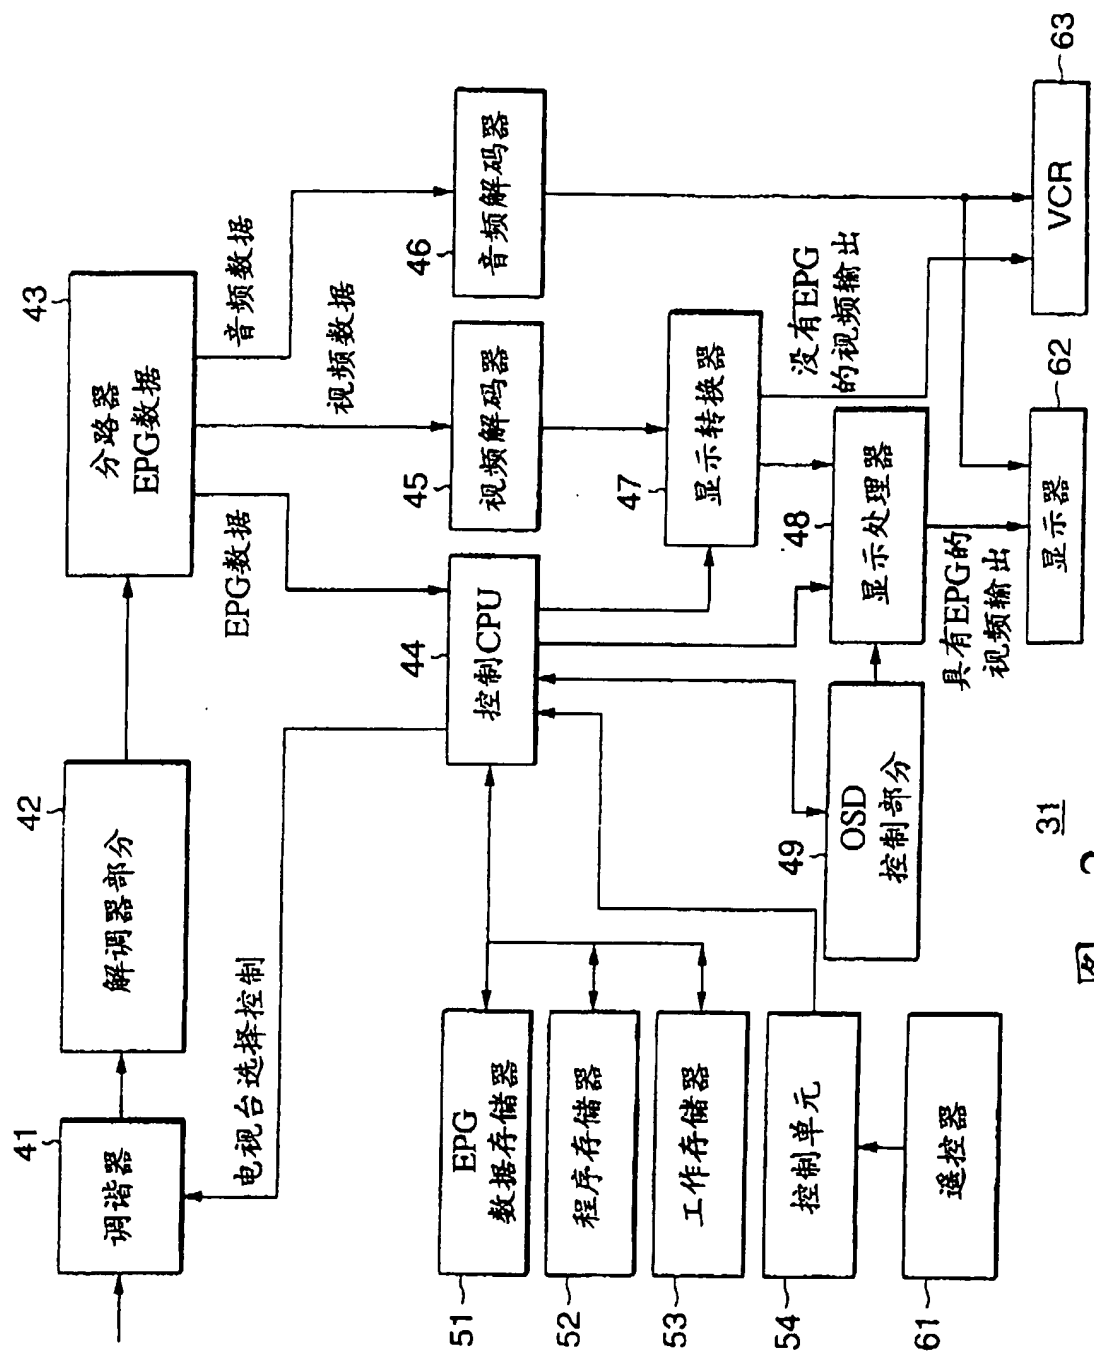 41
调谐器
42
解调器部分
43
分路器
EPG数据
电视台选择控制
EPG数据
视频数据
音频数据
51
EPG
数据存储器
52
程序存储器
53
工作存储器
54
控制单元
61
遥控器
44
控制CPU
45
视频解码器
46
音频解码器
47
显示转换器
48
显示处理器
49
OSD
控制部分
没有EPG
的视频输出
具有EPG的
视频输出
显示器
62
VCR
63
31
图